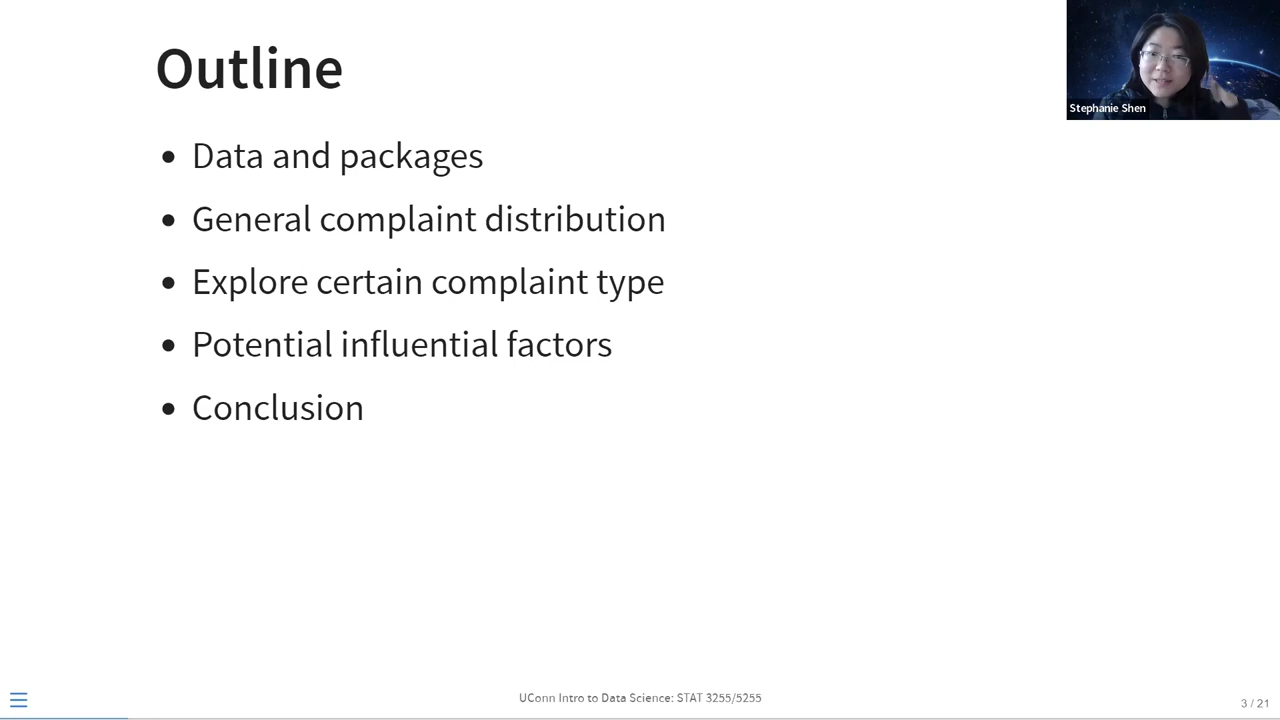 Outline
Stephanie Shen
• Data and packages
• General complaint distribution
• Explore certain complaint type
• Potential influential factors
• Conclusion
UConn Intro to Data Science: STAT 3255/5255
3 / 21